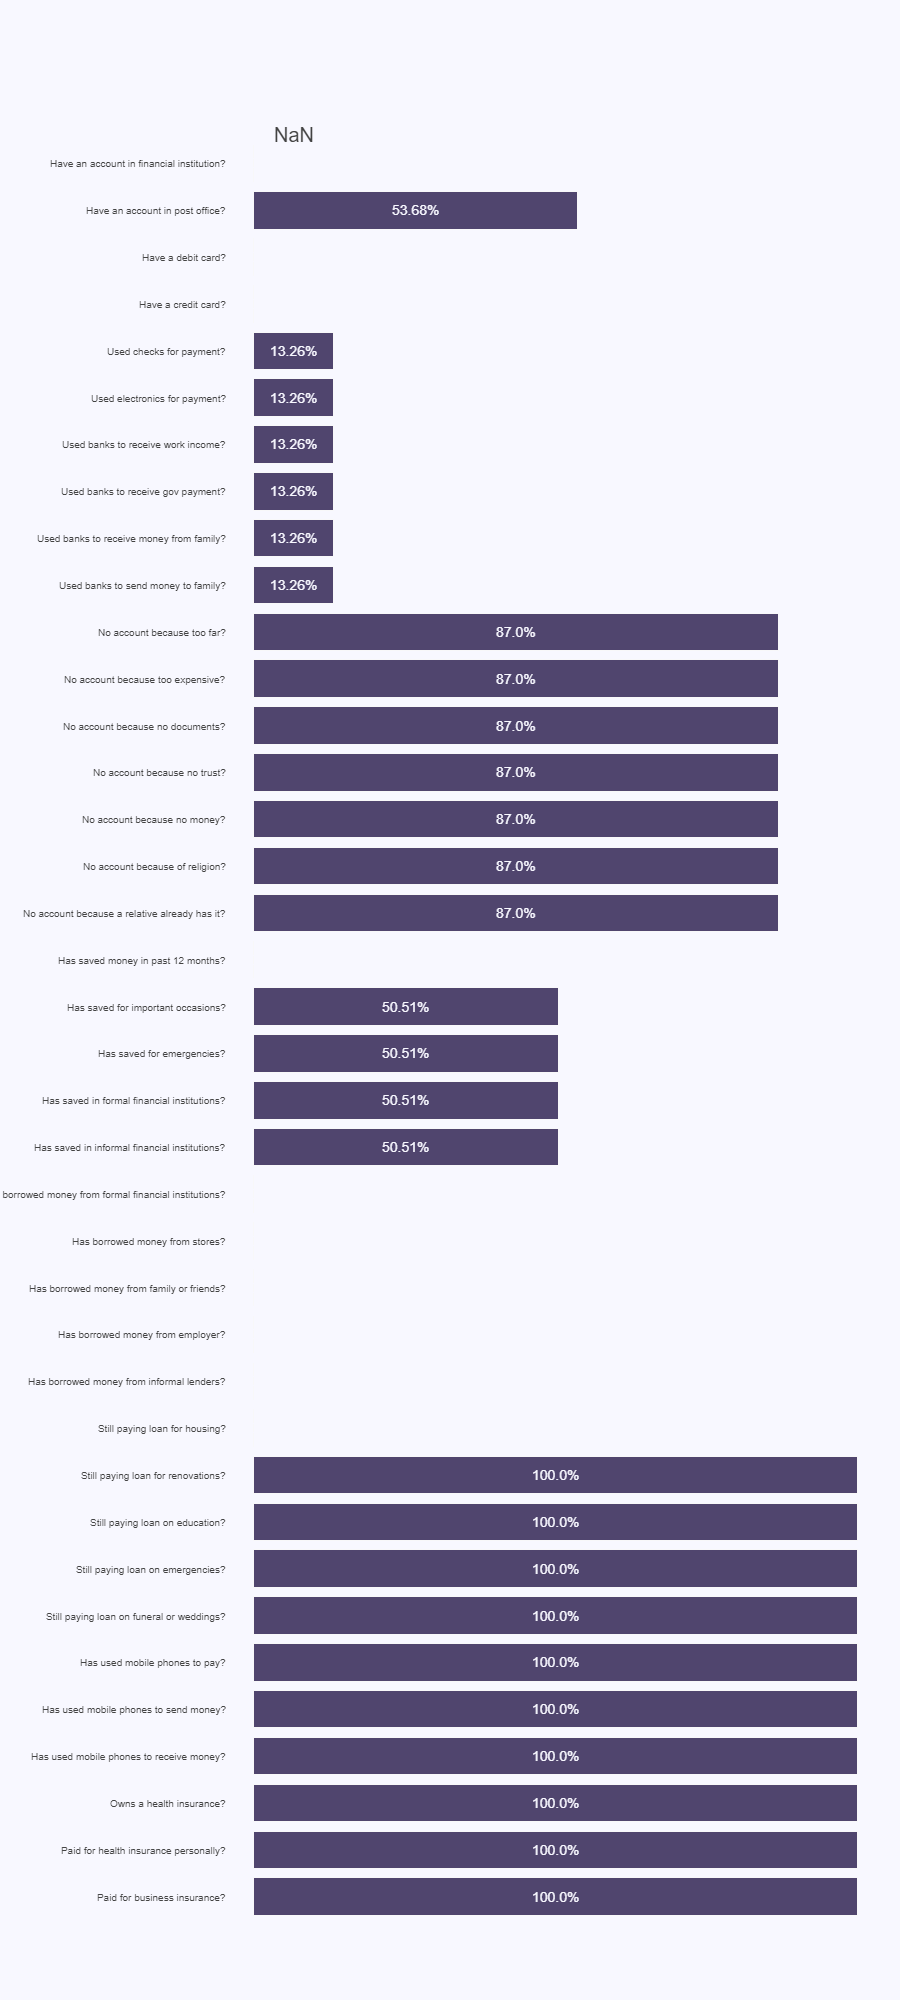 NaN
Have an account in financial institution?
Have an account in post office? 53.68%
Have a debit card?
Have a credit card?
Used checks for payment? 13.26%
Used electronics for payment? 13.26%
Used banks to receive work income? 13.26%
Used banks to receive gov payment? 13.26%
Used banks to receive money from family? 13.26%
Used banks to send money to family? 13.26%
No account because too far? 87.0%
No account because too expensive? 87.0%
No account because no documents? 87.0%
No account because no trust? 87.0%
No account because no money? 87.0%
No account because of religion? 87.0%
No account because a relative already has it? 87.0%
Has saved money in past 12 months?
Has saved for important occasions? 50.51%
Has saved for emergencies? 50.51%
Has saved in formal financial institutions? 50.51%
Has saved in informal financial institutions? 50.51%
borrowed money from formal financial institutions?
Has borrowed money from stores?
Has borrowed money from family or friends?
Has borrowed money from employer?
Has borrowed money from informal lenders?
Still paying loan for housing?
Still paying loan for renovations? 100.0%
Still paying loan on education? 100.0%
Still paying loan on emergencies? 100.0%
Still paying loan on funeral or weddings? 100.0%
Has used mobile phones to pay? 100.0%
Has used mobile phones to send money? 100.0%
Has used mobile phones to receive money? 100.0%
Owns a health insurance? 100.0%
Paid for health insurance personally? 100.0%
Paid for business insurance? 100.0%